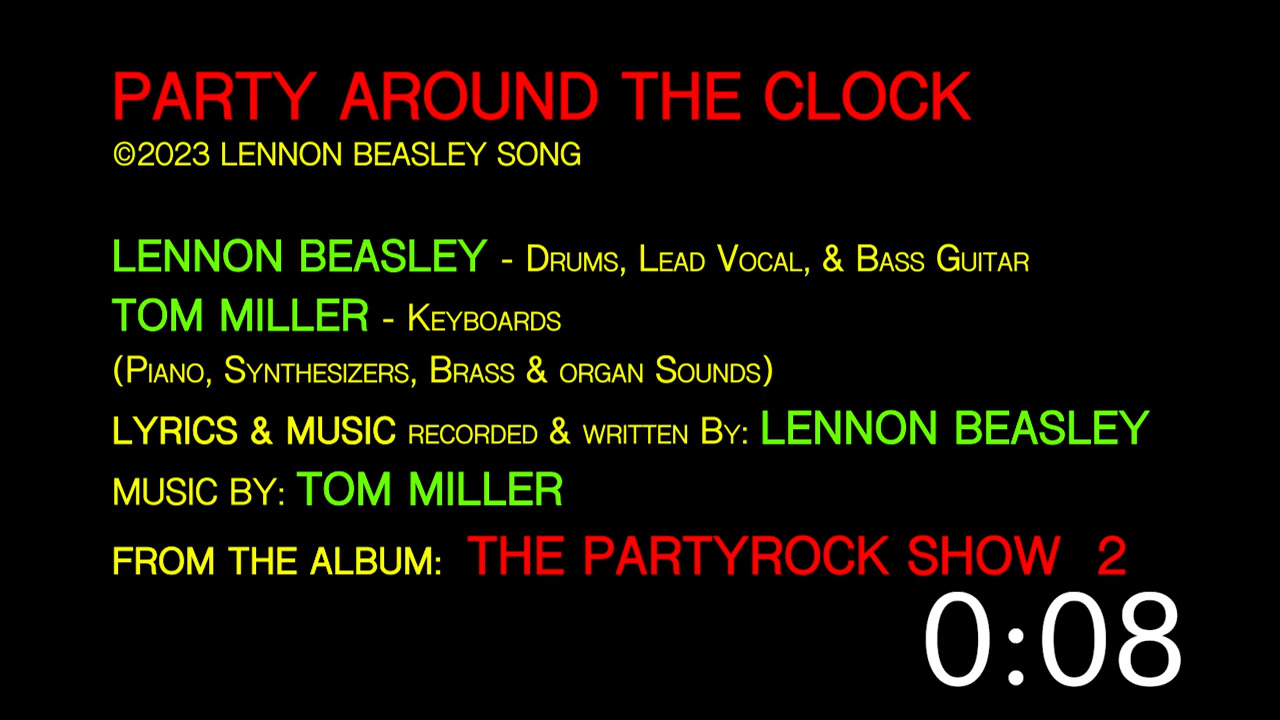 PARTY AROUND THE CLOCK
©2023 LENNON BEASLEY SONG
LENNON BEASLEY - Drums, Lead Vocal, & Bass Guitar
TOM MILLER - Keyboards
(Piano, Synthesizers, Brass & organ Sounds)
LYRICS & MUSIC recorded & written By: LENNON BEASLEY
MUSIC BY: TOM MILLER
FROM THE ALBUM: THE PARTYROCK SHOW 2
0:08